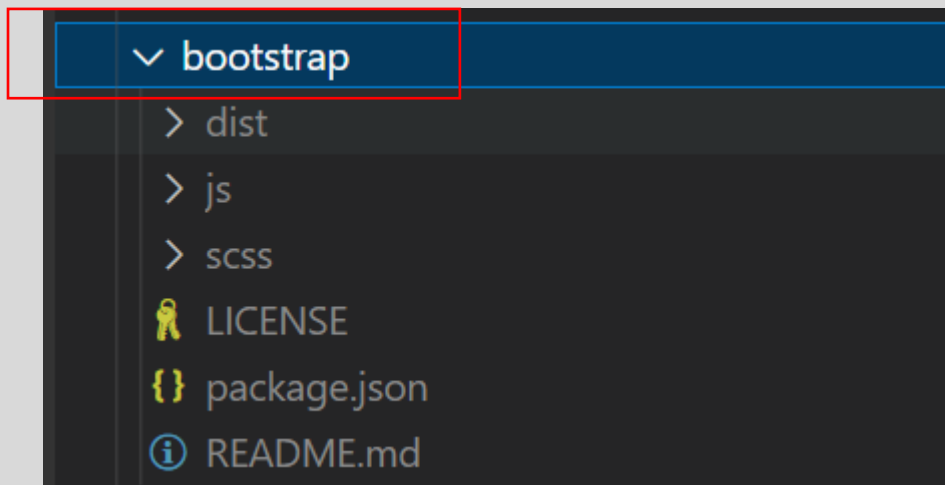 bootstrap
dist
js
scss
LICENSE
package.json
README.md